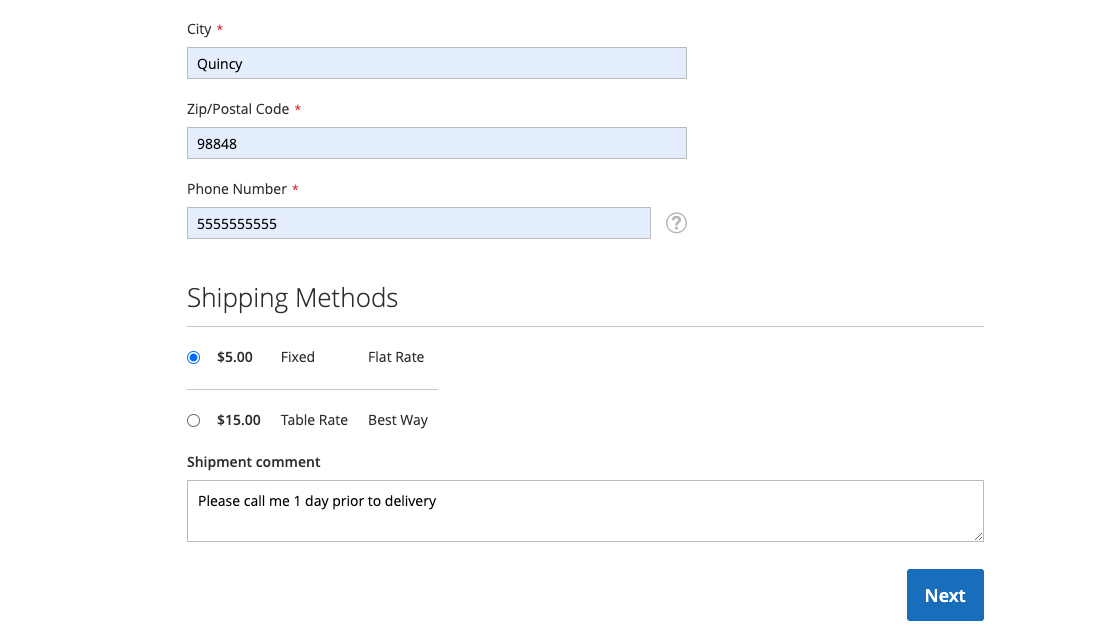 City *
Quincy
Zip/Postal Code *
98848
Phone Number *
5555555555
?
Shipping Methods
$5.00 Fixed Flat Rate
$15.00 Table Rate Best Way
Shipment comment
Please call me 1 day prior to delivery
Next